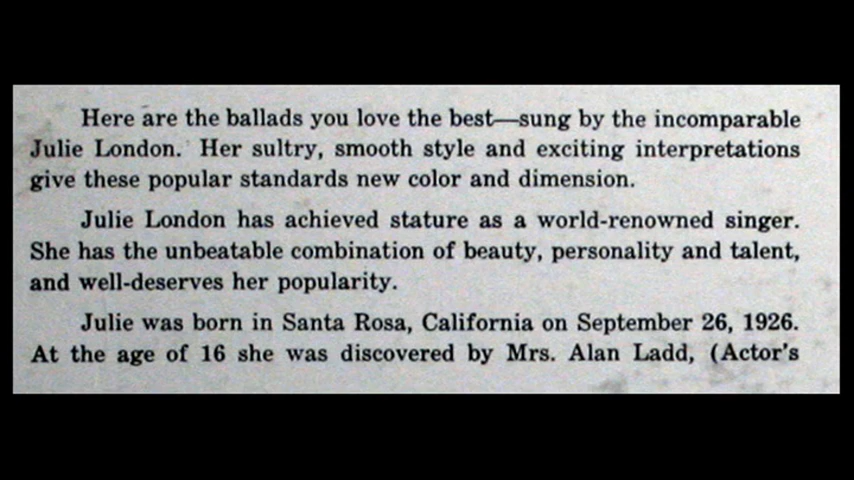 Here are the ballads you love the best—sung by the incomparable
Julie London. Her sultry, smooth style and exciting interpretations
give these popular standards new color and dimension.
Julie London has achieved stature as a world-renowned singer.
She has the unbeatable combination of beauty, personality and talent,
and well-deserves her popularity.
Julie was born in Santa Rosa, California on September 26, 1926.
At the age of 16 she was discovered by Mrs. Alan Ladd, (Actor's